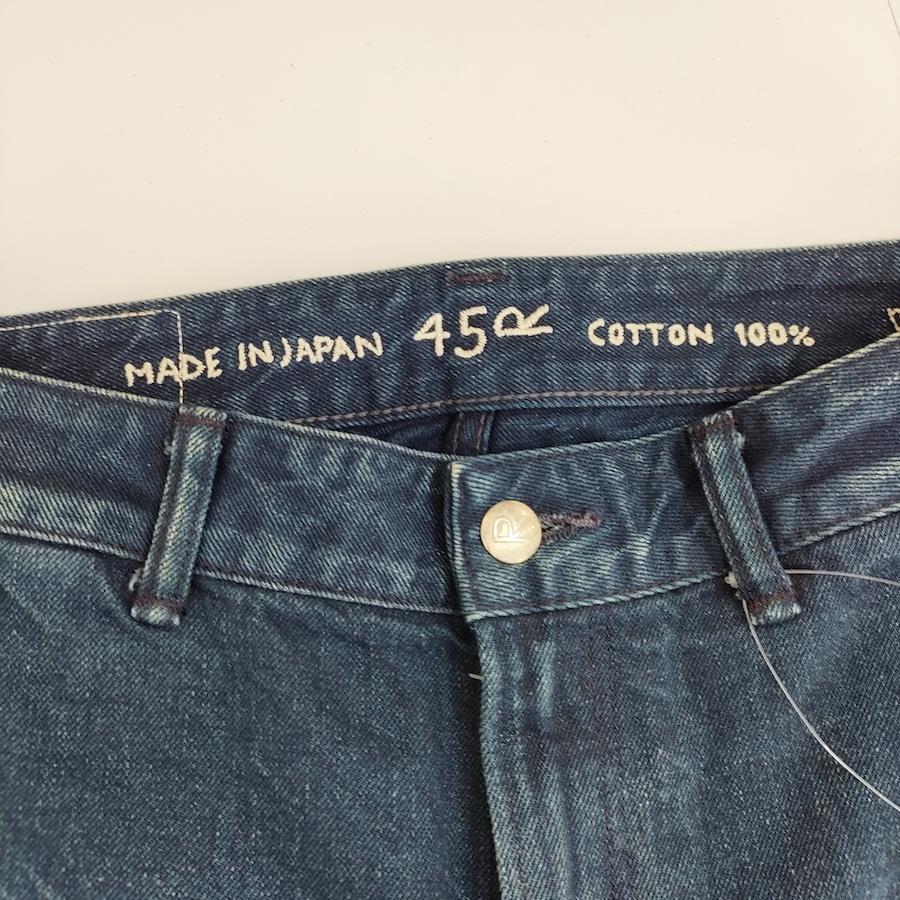 MADE IN JAPAN 45R COTTON 100%
R